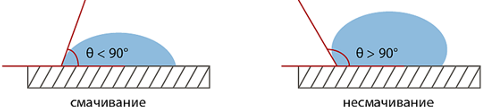 θ < 90°
θ > 90°
смачивание
несмачивание